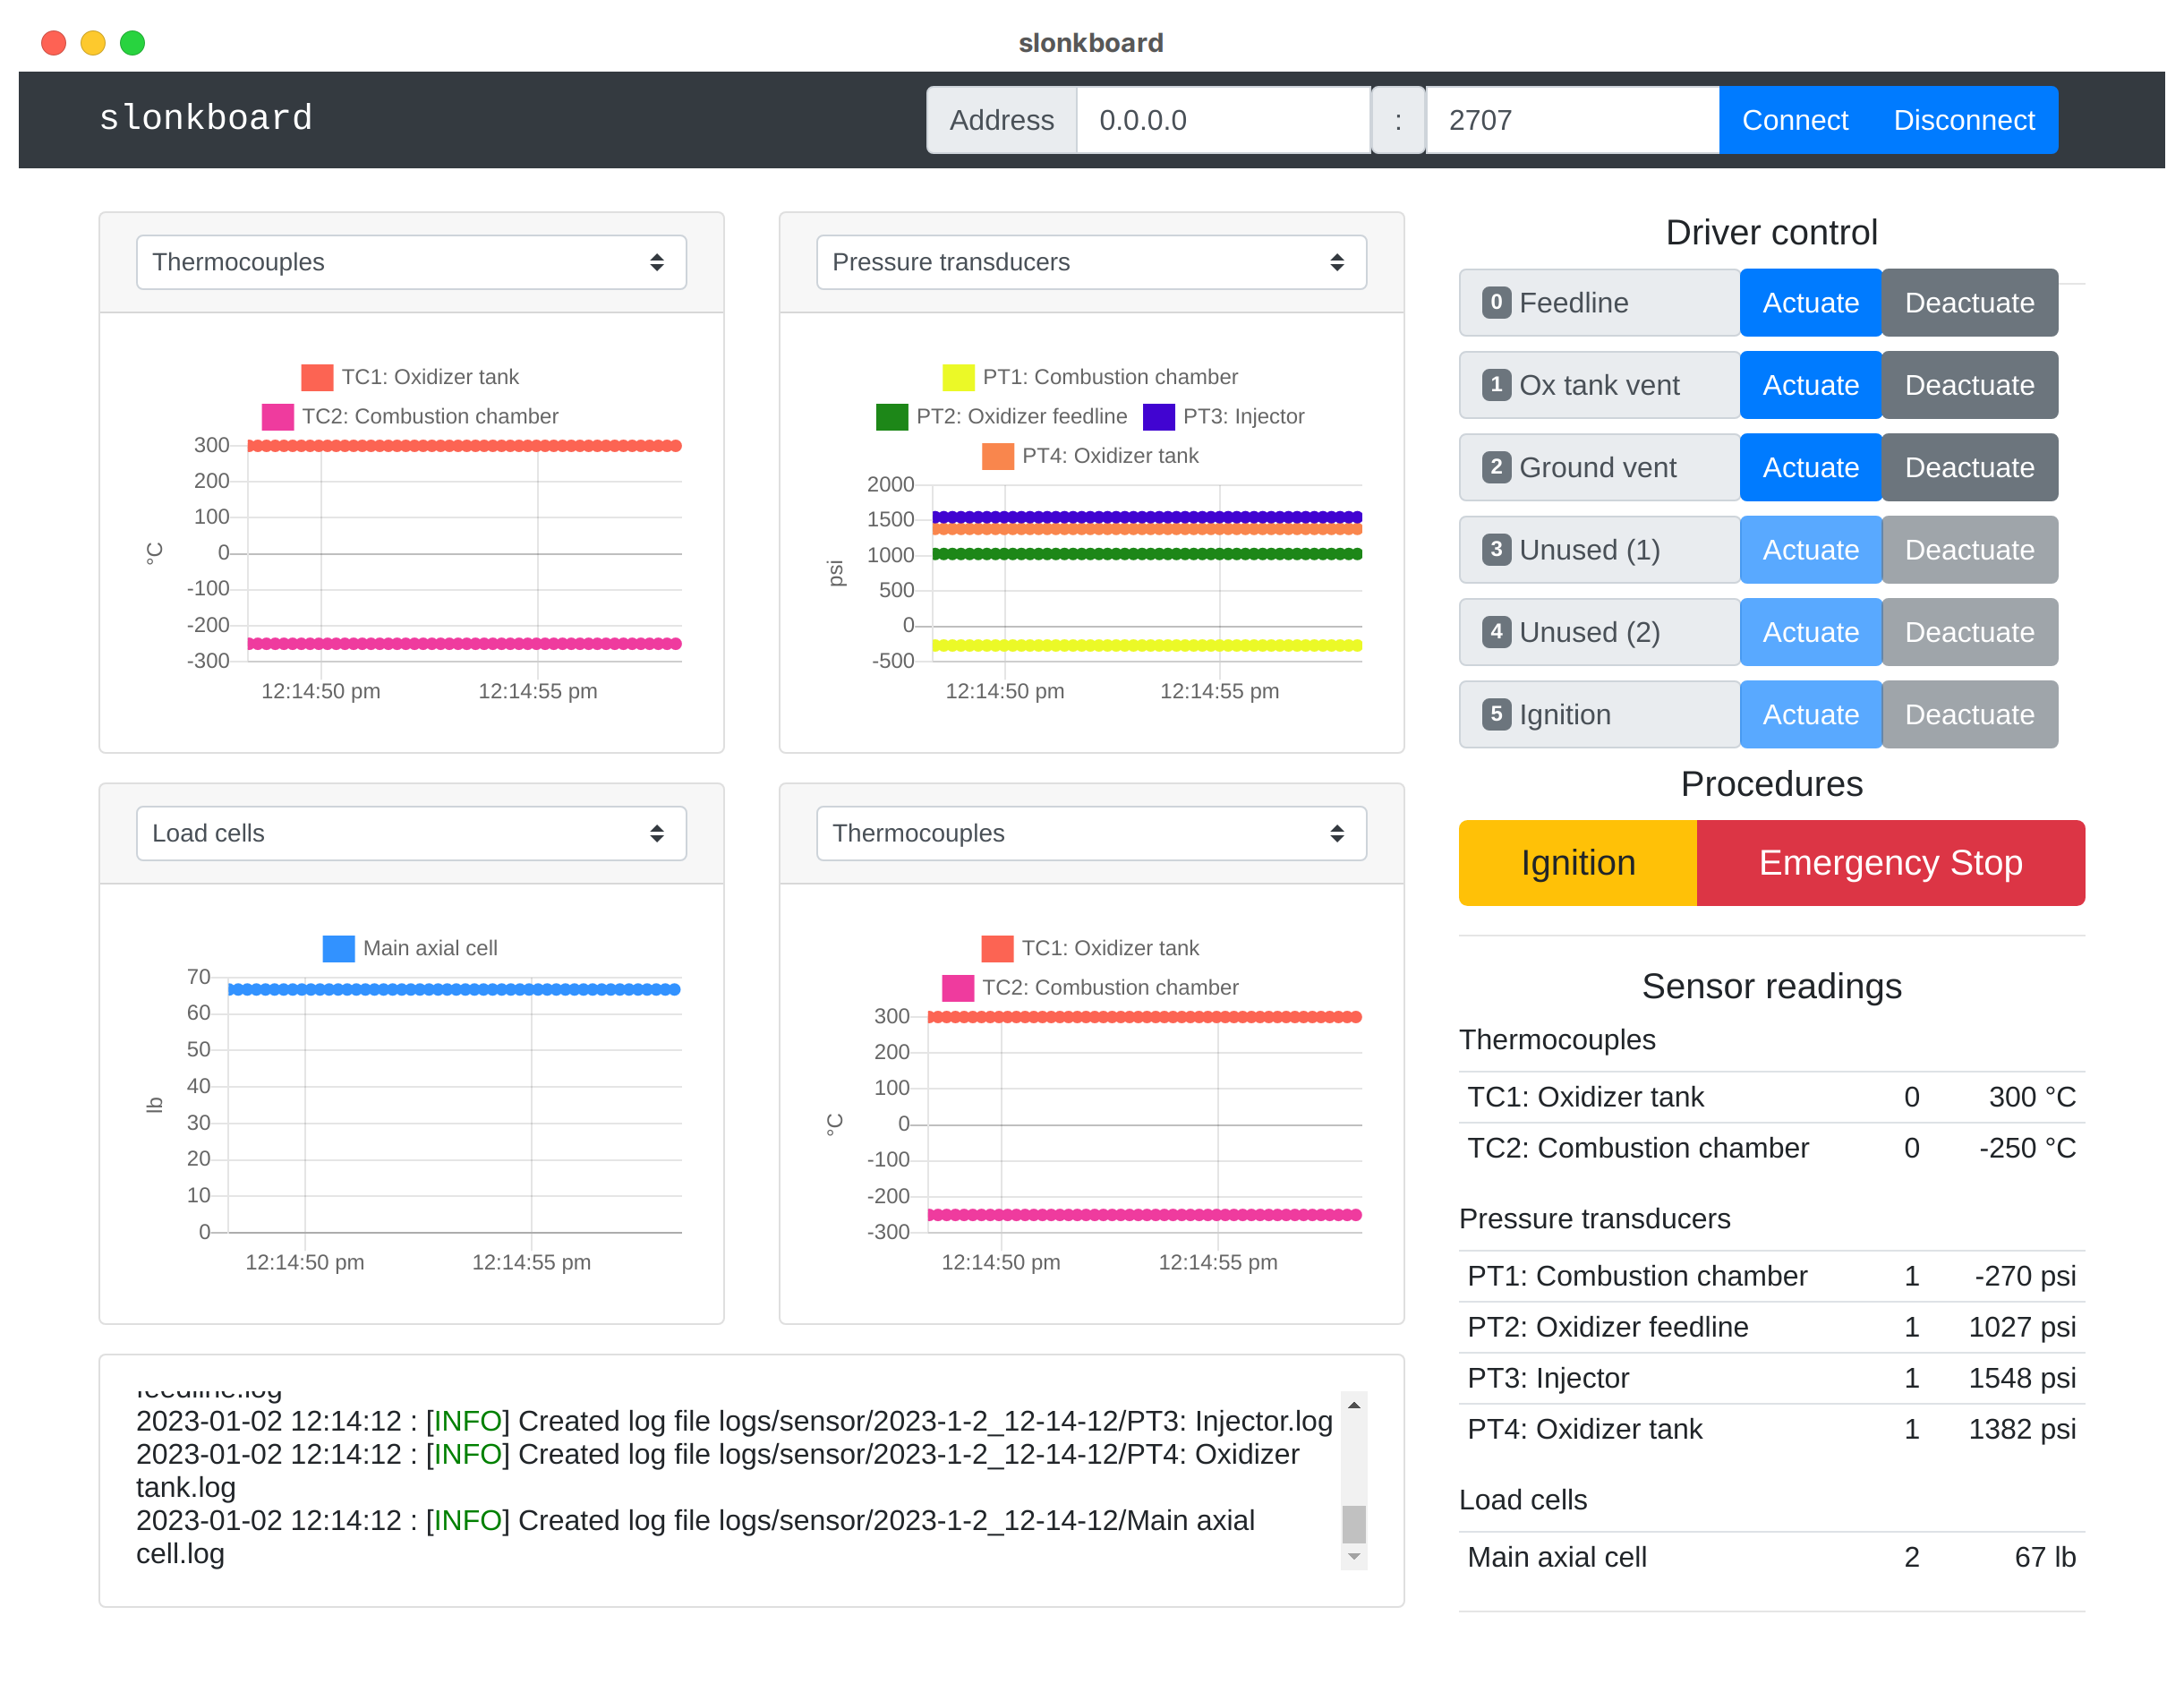 slonkboard
slonkboard
Address 0.0.0.0 : 2707 Connect Disconnect
Thermocouples
TC1: Oxidizer tank
TC2: Combustion chamber
300
200
100
0
-100
-200
-300
°C
12:14:50 pm 12:14:55 pm
Pressure transducers
PT1: Combustion chamber
PT2: Oxidizer feedline PT3: Injector
PT4: Oxidizer tank
2000
1500
1000
500
0
-500
psi
12:14:50 pm 12:14:55 pm
Load cells
Main axial cell
70
60
50
40
30
20
10
0
lb
12:14:50 pm 12:14:55 pm
Thermocouples
TC1: Oxidizer tank
TC2: Combustion chamber
300
200
100
0
-100
-200
-300
°C
12:14:50 pm 12:14:55 pm
feedline.log
2023-01-02 12:14:12 : [INFO] Created log file logs/sensor/2023-1-2_12-14-12/PT3: Injector.log
2023-01-02 12:14:12 : [INFO] Created log file logs/sensor/2023-1-2_12-14-12/PT4: Oxidizer
tank.log
2023-01-02 12:14:12 : [INFO] Created log file logs/sensor/2023-1-2_12-14-12/Main axial
cell.log
Driver control
0 Feedline Actuate Deactuate
1 Ox tank vent Actuate Deactuate
2 Ground vent Actuate Deactuate
3 Unused (1) Actuate Deactuate
4 Unused (2) Actuate Deactuate
5 Ignition Actuate Deactuate
Procedures
Ignition Emergency Stop
Sensor readings
Thermocouples
TC1: Oxidizer tank 0 300 °C
TC2: Combustion chamber 0 -250 °C
Pressure transducers
PT1: Combustion chamber 1 -270 psi
PT2: Oxidizer feedline 1 1027 psi
PT3: Injector 1 1548 psi
PT4: Oxidizer tank 1 1382 psi
Load cells
Main axial cell 2 67 lb